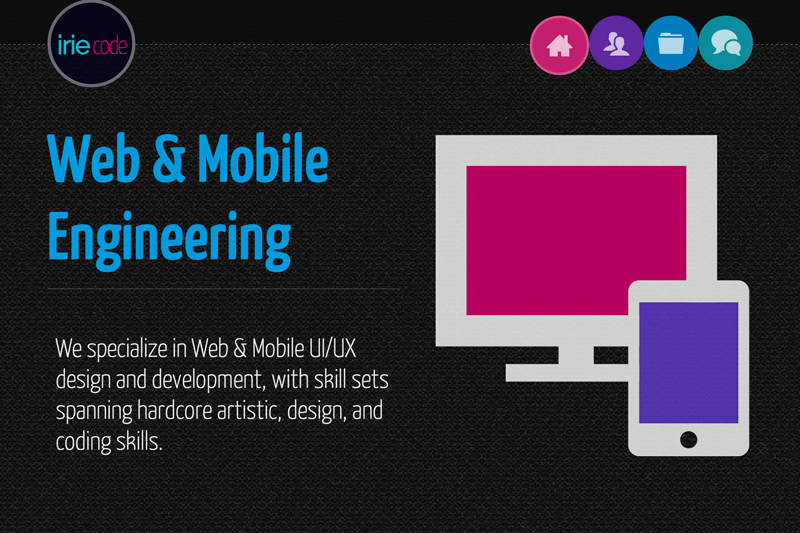 irie code
Web & Mobile
Engineering
We specialize in Web & Mobile UI/UX
design and development, with skill sets
spanning hardcore artistic, design, and
coding skills.